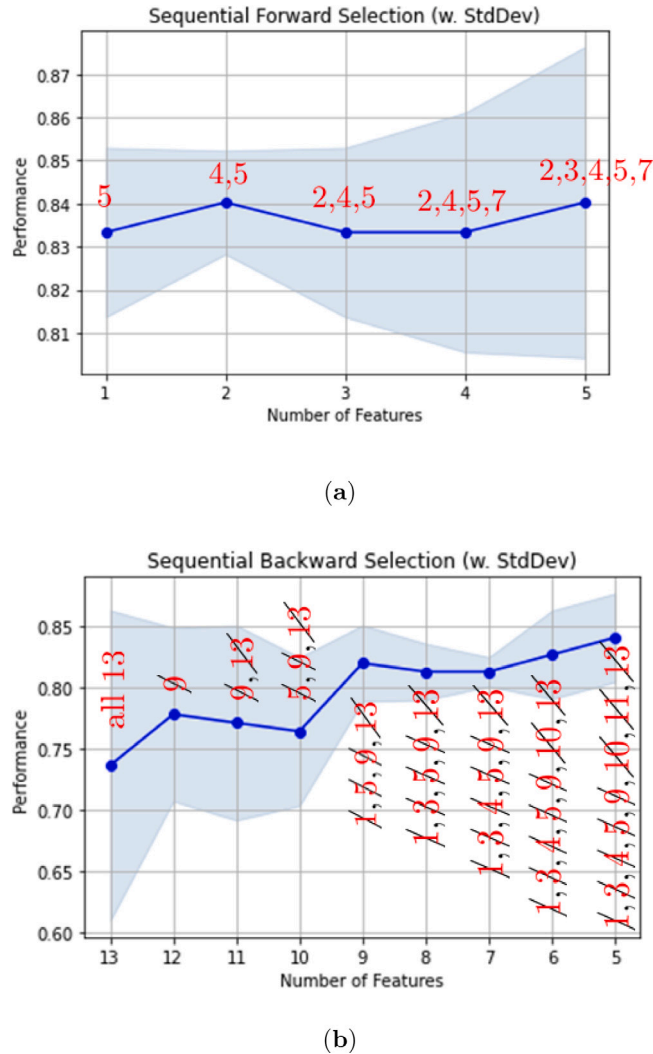 Sequential Forward Selection (w. StdDev)
0.87
0.86
0.85
0.84
0.83
0.82
0.81
Performance
5
4,5
2,4,5
2,4,5,7
2,3,4,5,7
1 2 3 4 5
Number of Features
(a)
Sequential Backward Selection (w. StdDev)
0.85
0.80
0.75
0.70
0.65
0.60
Performance
all 13
9
9,13
5,9,13
1,5,9,13
1,3,5,9,13
1,3,4,5,9,13
1,3,4,5,9,10,13
1,3,4,5,9,10,11,13
13 12 11 10 9 8 7 6 5
Number of Features
(b)